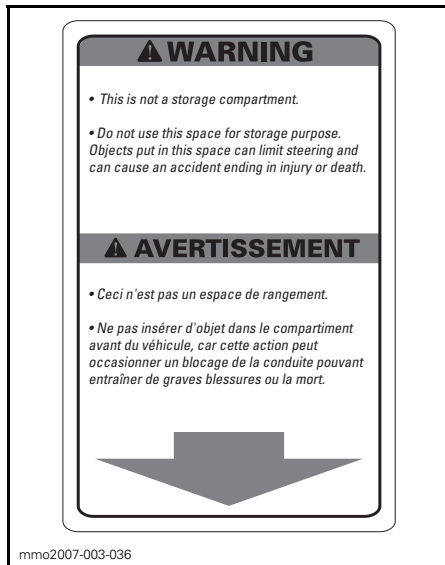 WARNING
• This is not a storage compartment.
• Do not use this space for storage purpose.
Objects put in this space can limit steering and
can cause an accident ending in injury or death.
AVERTISSEMENT
• Ceci n'est pas un espace de rangement.
• Ne pas insérer d'objet dans le compartiment
avant du véhicule, car cette action peut
occasionner un blocage de la conduite pouvant
entraîner de graves blessures ou la mort.
mmo2007-003-036